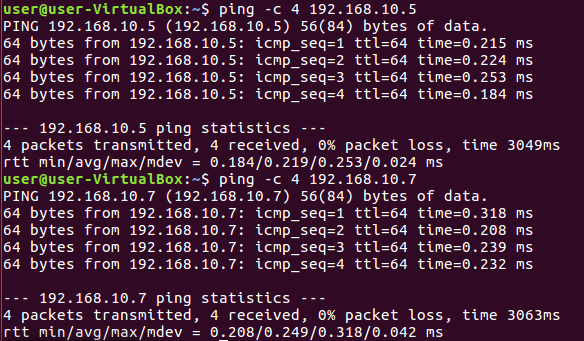 user@user-VirtualBox:~$ ping -c 4 192.168.10.5
PING 192.168.10.5 (192.168.10.5) 56(84) bytes of data.
64 bytes from 192.168.10.5: icmp_seq=1 ttl=64 time=0.215 ms
64 bytes from 192.168.10.5: icmp_seq=2 ttl=64 time=0.224 ms
64 bytes from 192.168.10.5: icmp_seq=3 ttl=64 time=0.253 ms
64 bytes from 192.168.10.5: icmp_seq=4 ttl=64 time=0.184 ms
--- 192.168.10.5 ping statistics ---
4 packets transmitted, 4 received, 0% packet loss, time 3049ms
rtt min/avg/max/mdev = 0.184/0.219/0.253/0.024 ms
user@user-VirtualBox:~$ ping -c 4 192.168.10.7
PING 192.168.10.7 (192.168.10.7) 56(84) bytes of data.
64 bytes from 192.168.10.7: icmp_seq=1 ttl=64 time=0.318 ms
64 bytes from 192.168.10.7: icmp_seq=2 ttl=64 time=0.208 ms
64 bytes from 192.168.10.7: icmp_seq=3 ttl=64 time=0.239 ms
64 bytes from 192.168.10.7: icmp_seq=4 ttl=64 time=0.232 ms
--- 192.168.10.7 ping statistics ---
4 packets transmitted, 4 received, 0% packet loss, time 3063ms
rtt min/avg/max/mdev = 0.208/0.249/0.318/0.042 ms